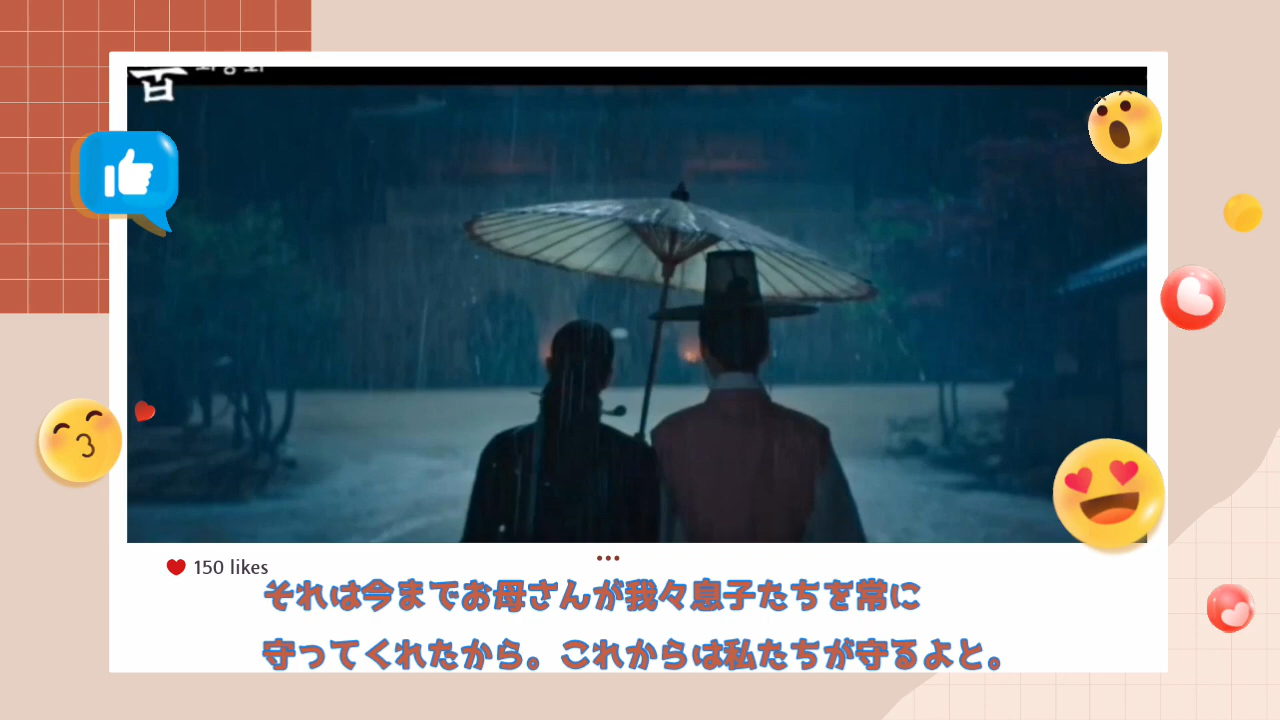 150 likes
それは今までお母さんが我々息子たちを常に
守ってくれたから。これからは私たちが守るよと。